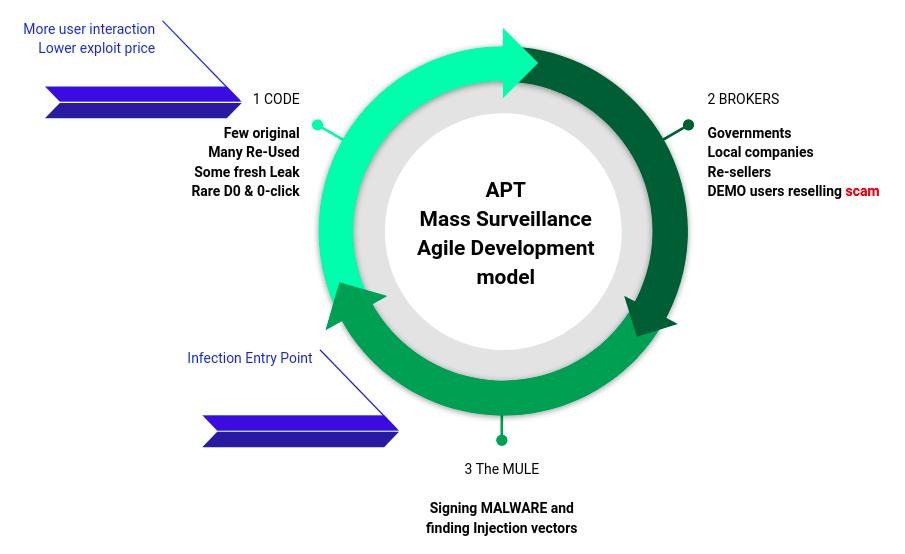 More user interaction
Lower exploit price
1 CODE
Few original
Many Re-Used
Some fresh Leak
Rare D0 & 0-click
2 BROKERS
Governments
Local companies
Re-sellers
DEMO users reselling scam
APT
Mass Surveillance
Agile Development
model
Infection Entry Point
3 The MULE
Signing MALWARE and
finding Injection vectors